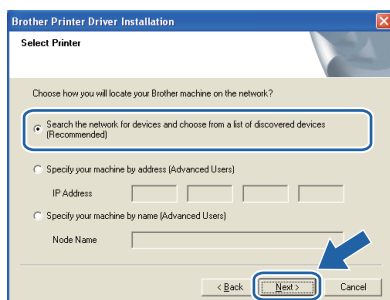 Brother Printer Driver Installation
Select Printer
Choose how you will locate your Brother machine on the network?
Search the network for devices and choose from a list of discovered devices
(Recommended)
Specify your machine by address (Advanced Users)
IP Address
Specify your machine by name (Advanced Users)
Node Name
< Back
Next >
Cancel